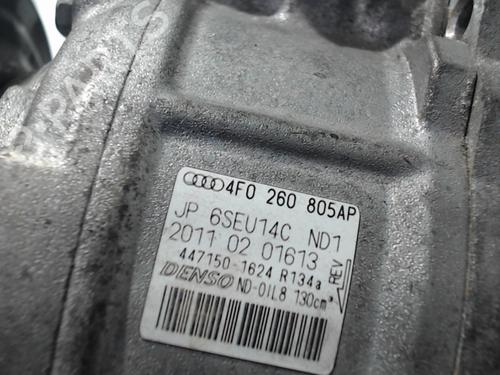 4F0 260 805AP
JP 6SEU14C ND1
2011 02 01613
447150-1624 R134a
DENSO ND-OIL8 130cm³
REV